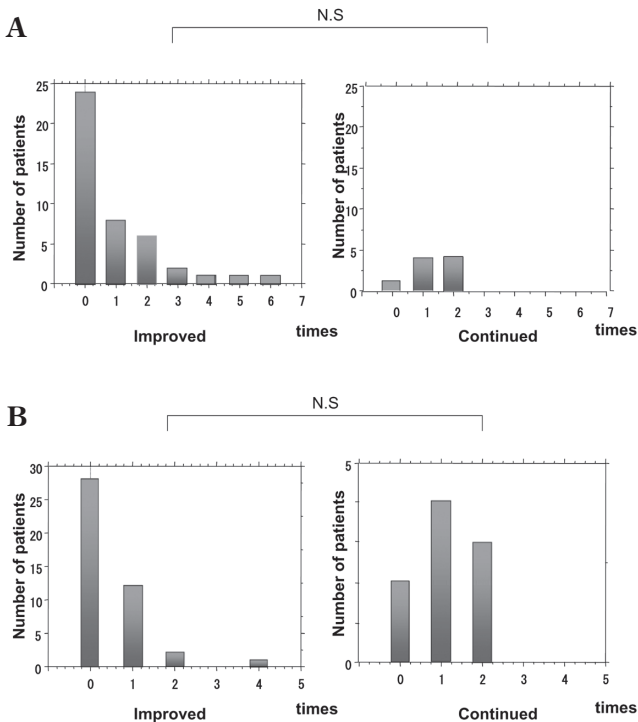 A
N.S
Number of patients
25
20
15
10
5
0
0 1 2 3 4 5 6 7
Improved
times
Number of patients
25
20
15
10
5
0
0 1 2 3 4 5 6 7
Continued
times
B
N.S
Number of patients
30
25
20
15
10
5
0
0 1 2 3 4 5
Improved
times
Number of patients
5
0
0 1 2 3 4 5
Continued
times